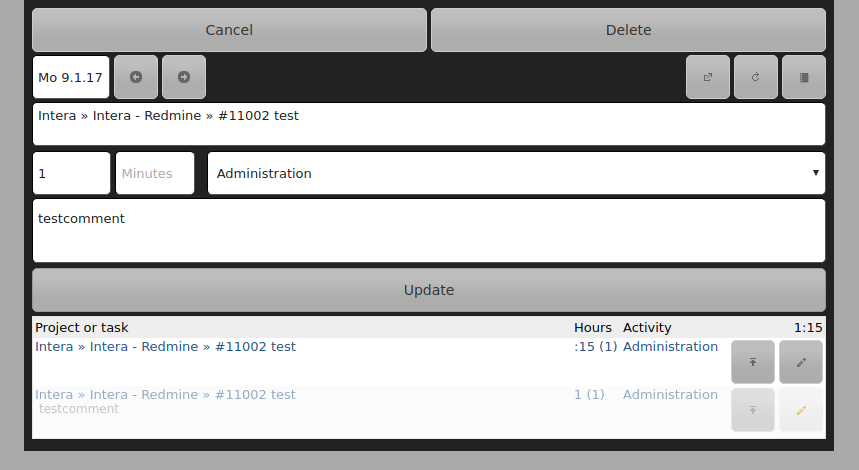 Cancel Delete
Mo 9.1.17
Intera » Intera - Redmine » #11002 test
1 Minutes Administration
testcomment
Update
Project or task Hours Activity 1:15
Intera » Intera - Redmine » #11002 test :15 (1) Administration
Intera » Intera - Redmine » #11002 test 1 (1) Administration
testcomment